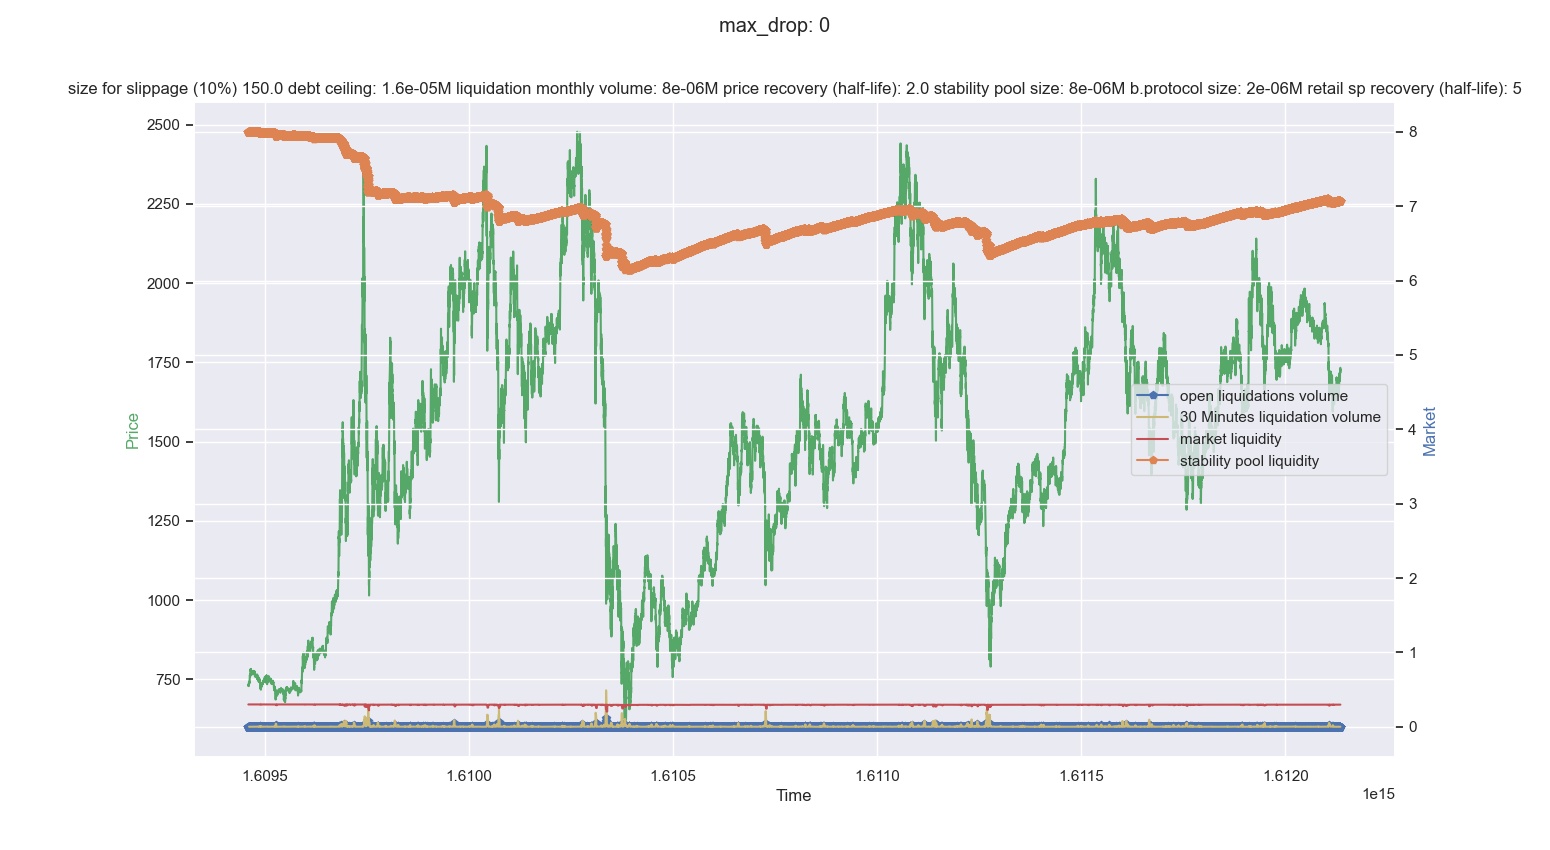 max_drop: 0
size for slippage (10%) 150.0 debt ceiling: 1.6e-05M liquidation monthly volume: 8e-06M price recovery (half-life): 2.0 stability pool size: 8e-06M b.protocol size: 2e-06M retail sp recovery (half-life): 5
2500
2250
2000
1750
1500
1250
1000
750
Price
8
7
6
5
4
3
2
1
0
Market
open liquidations volume
30 Minutes liquidation volume
market liquidity
stability pool liquidity
1.6095
1.6100
1.6105
1.6110
1.6115
1.6120
1e15
Time